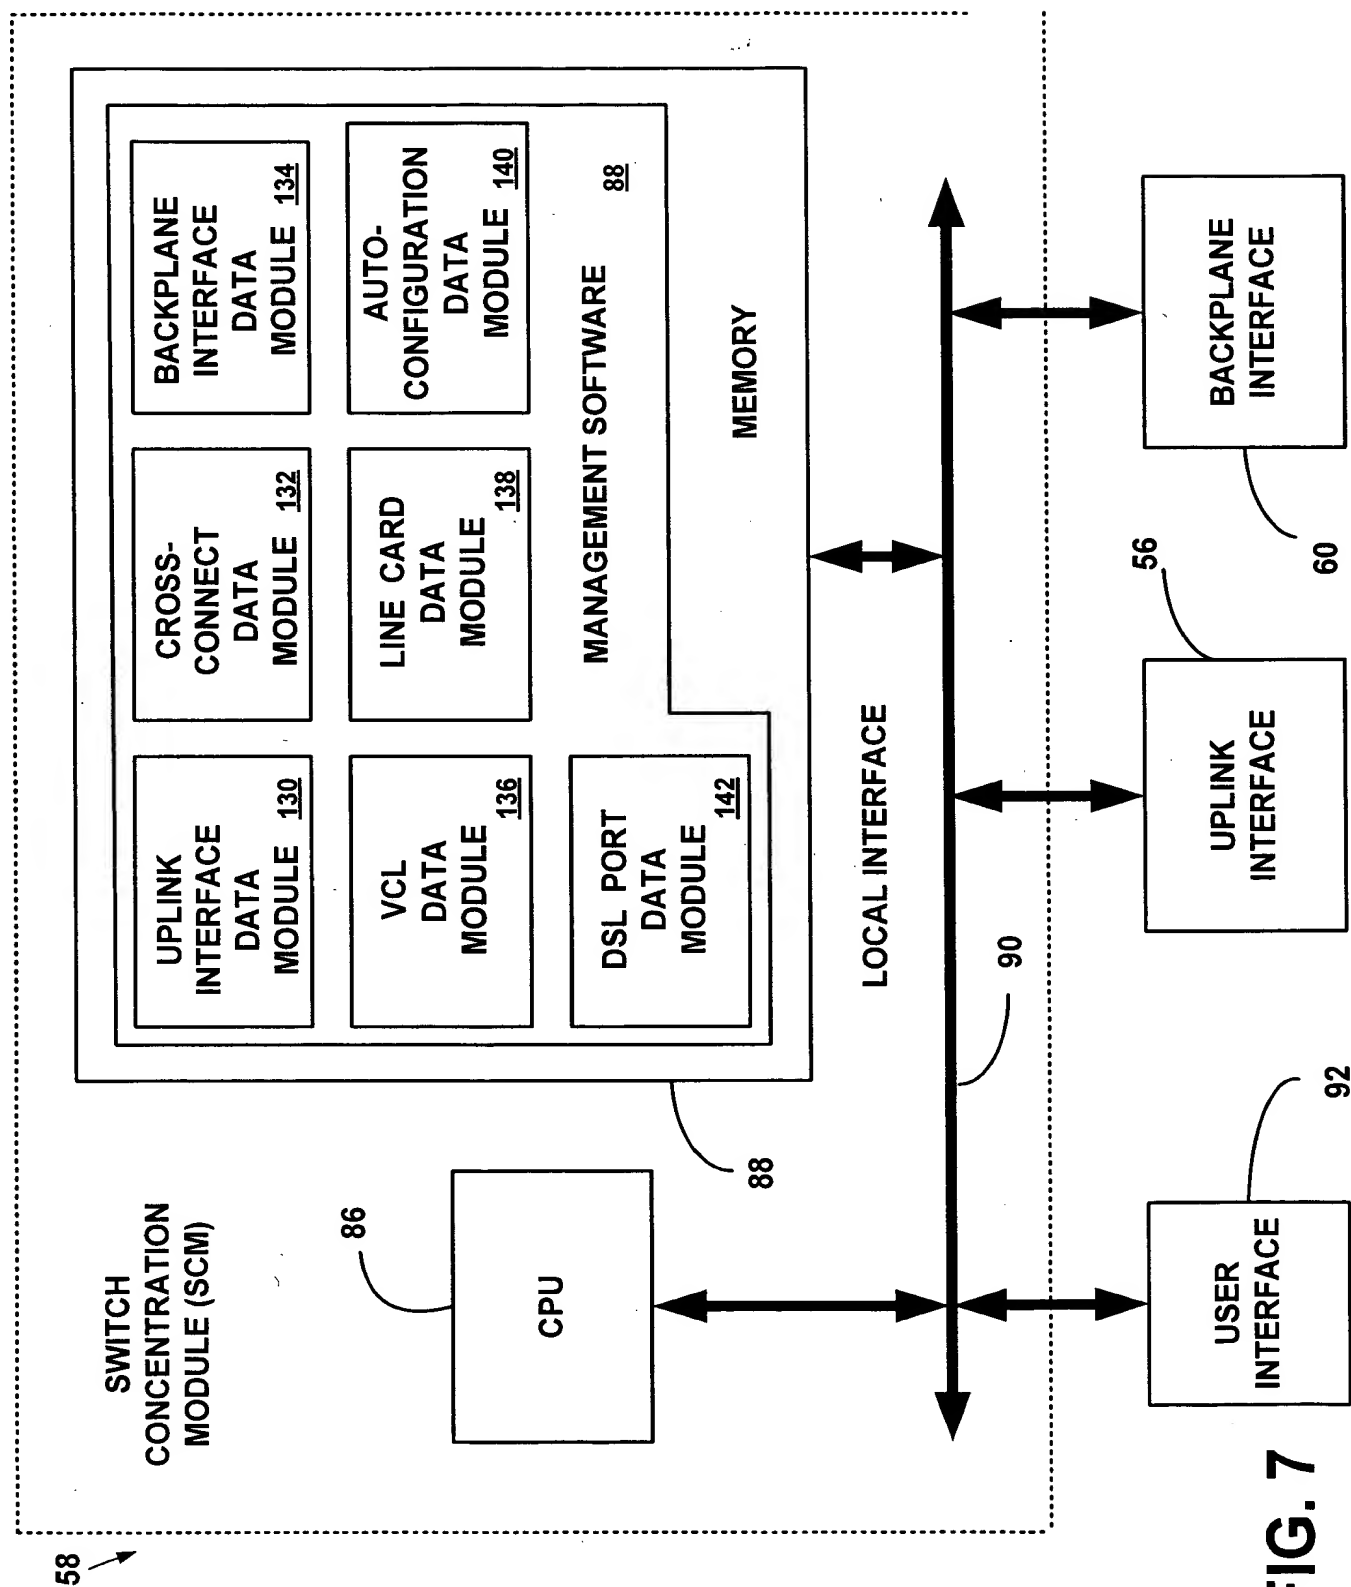 58
SWITCH
CONCENTRATION
MODULE (SCM)
86
CPU
88
UPLINK
INTERFACE
DATA
MODULE 130
CROSS-
CONNECT
DATA
MODULE 132
BACKPLANE
INTERFACE
DATA
MODULE 134
VCL
DATA
MODULE 136
LINE CARD
DATA
MODULE 138
AUTO-
CONFIGURATION
DATA
MODULE 140
DSL PORT
DATA
MODULE 142
MANAGEMENT SOFTWARE 88
MEMORY
LOCAL INTERFACE
90
USER
INTERFACE
92
UPLINK
INTERFACE
56
BACKPLANE
INTERFACE
60
FIG. 7